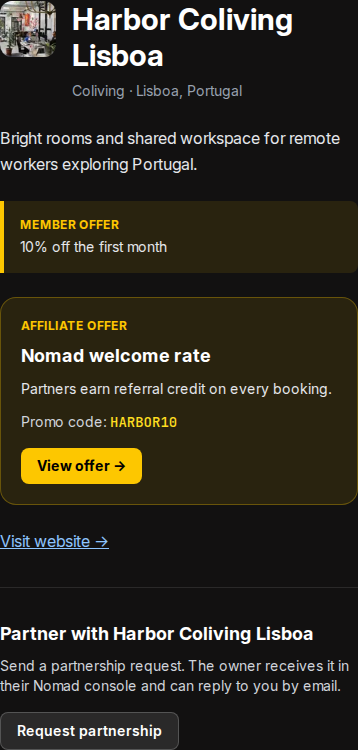 Harbor Coliving
Lisboa
Coliving · Lisboa, Portugal
Bright rooms and shared workspace for remote
workers exploring Portugal.
MEMBER OFFER
10% off the first month
AFFILIATE OFFER
Nomad welcome rate
Partners earn referral credit on every booking.
Promo code: HARBOR10
View offer →
Visit website →
Partner with Harbor Coliving Lisboa
Send a partnership request. The owner receives it in
their Nomad console and can reply to you by email.
Request partnership